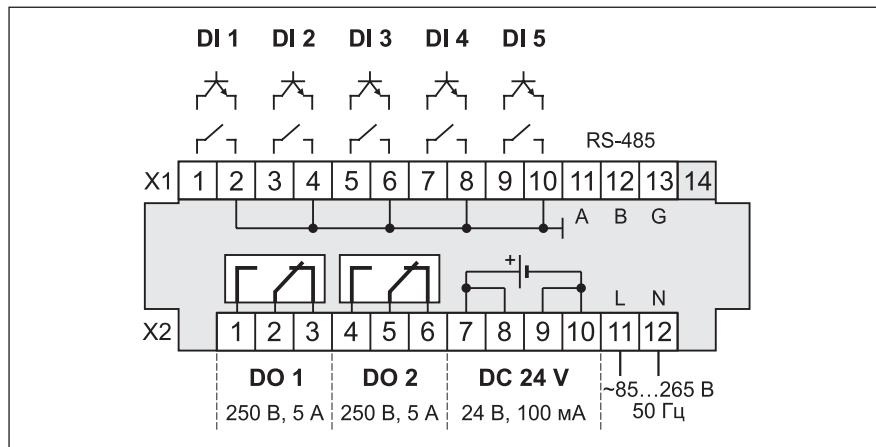 DI 1 DI 2 DI 3 DI 4 DI 5
RS-485
X1 1 2 3 4 5 6 7 8 9 10 11 12 13 14
A B G
+
L N
X2 1 2 3 4 5 6 7 8 9 10 11 12
DO 1 DO 2 DC 24 V
~85...265 В
250 В, 5 А 250 В, 5 А 24 В, 100 мА 50 Гц